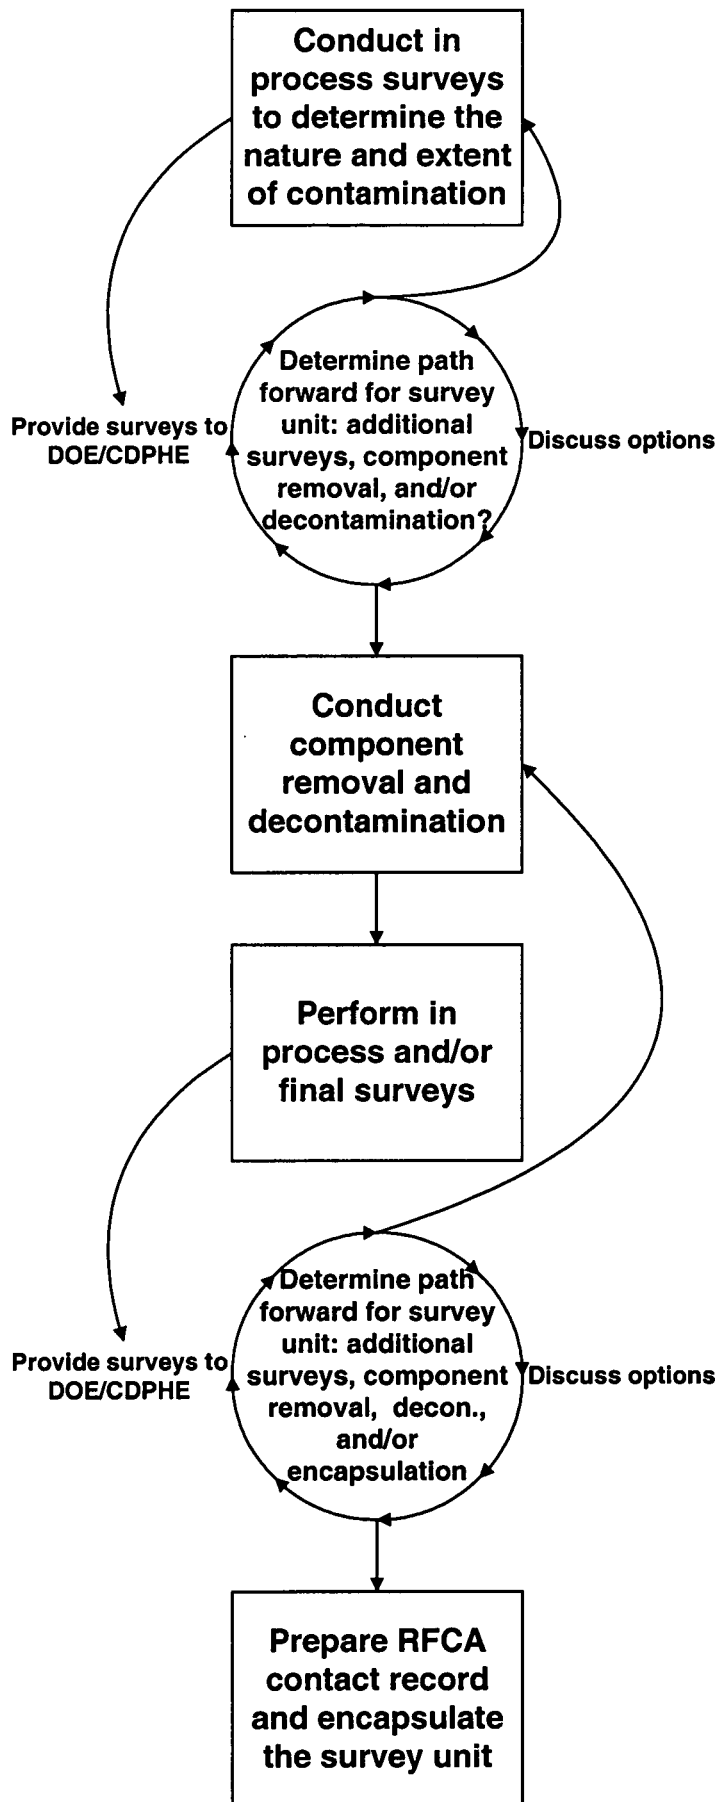 Conduct in
process surveys
to determine the
nature and extent
of contamination
Determine path
forward for survey
unit: additional
surveys, component
removal, and/or
decontamination?
Provide surveys to
DOE/CDPHE
Discuss options
Conduct
component
removal and
decontamination
Perform in
process and/or
final surveys
Determine path
forward for survey
unit: additional
surveys, component
removal, decon.,
and/or
encapsulation
Provide surveys to
DOE/CDPHE
Discuss options
Prepare RFCA
contact record
and encapsulate
the survey unit